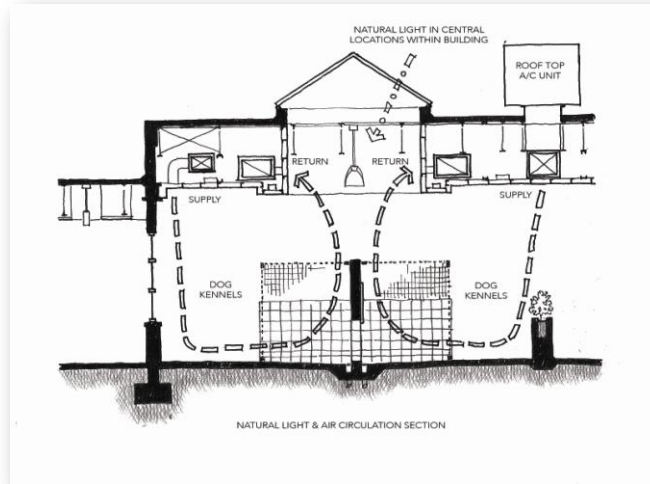 NATURAL LIGHT IN CENTRAL
LOCATIONS WITHIN BUILDING
ROOF TOP
A/C UNIT
RETURN
RETURN
SUPPLY
SUPPLY
DOG
KENNELS
DOG
KENNELS
NATURAL LIGHT & AIR CIRCULATION SECTION